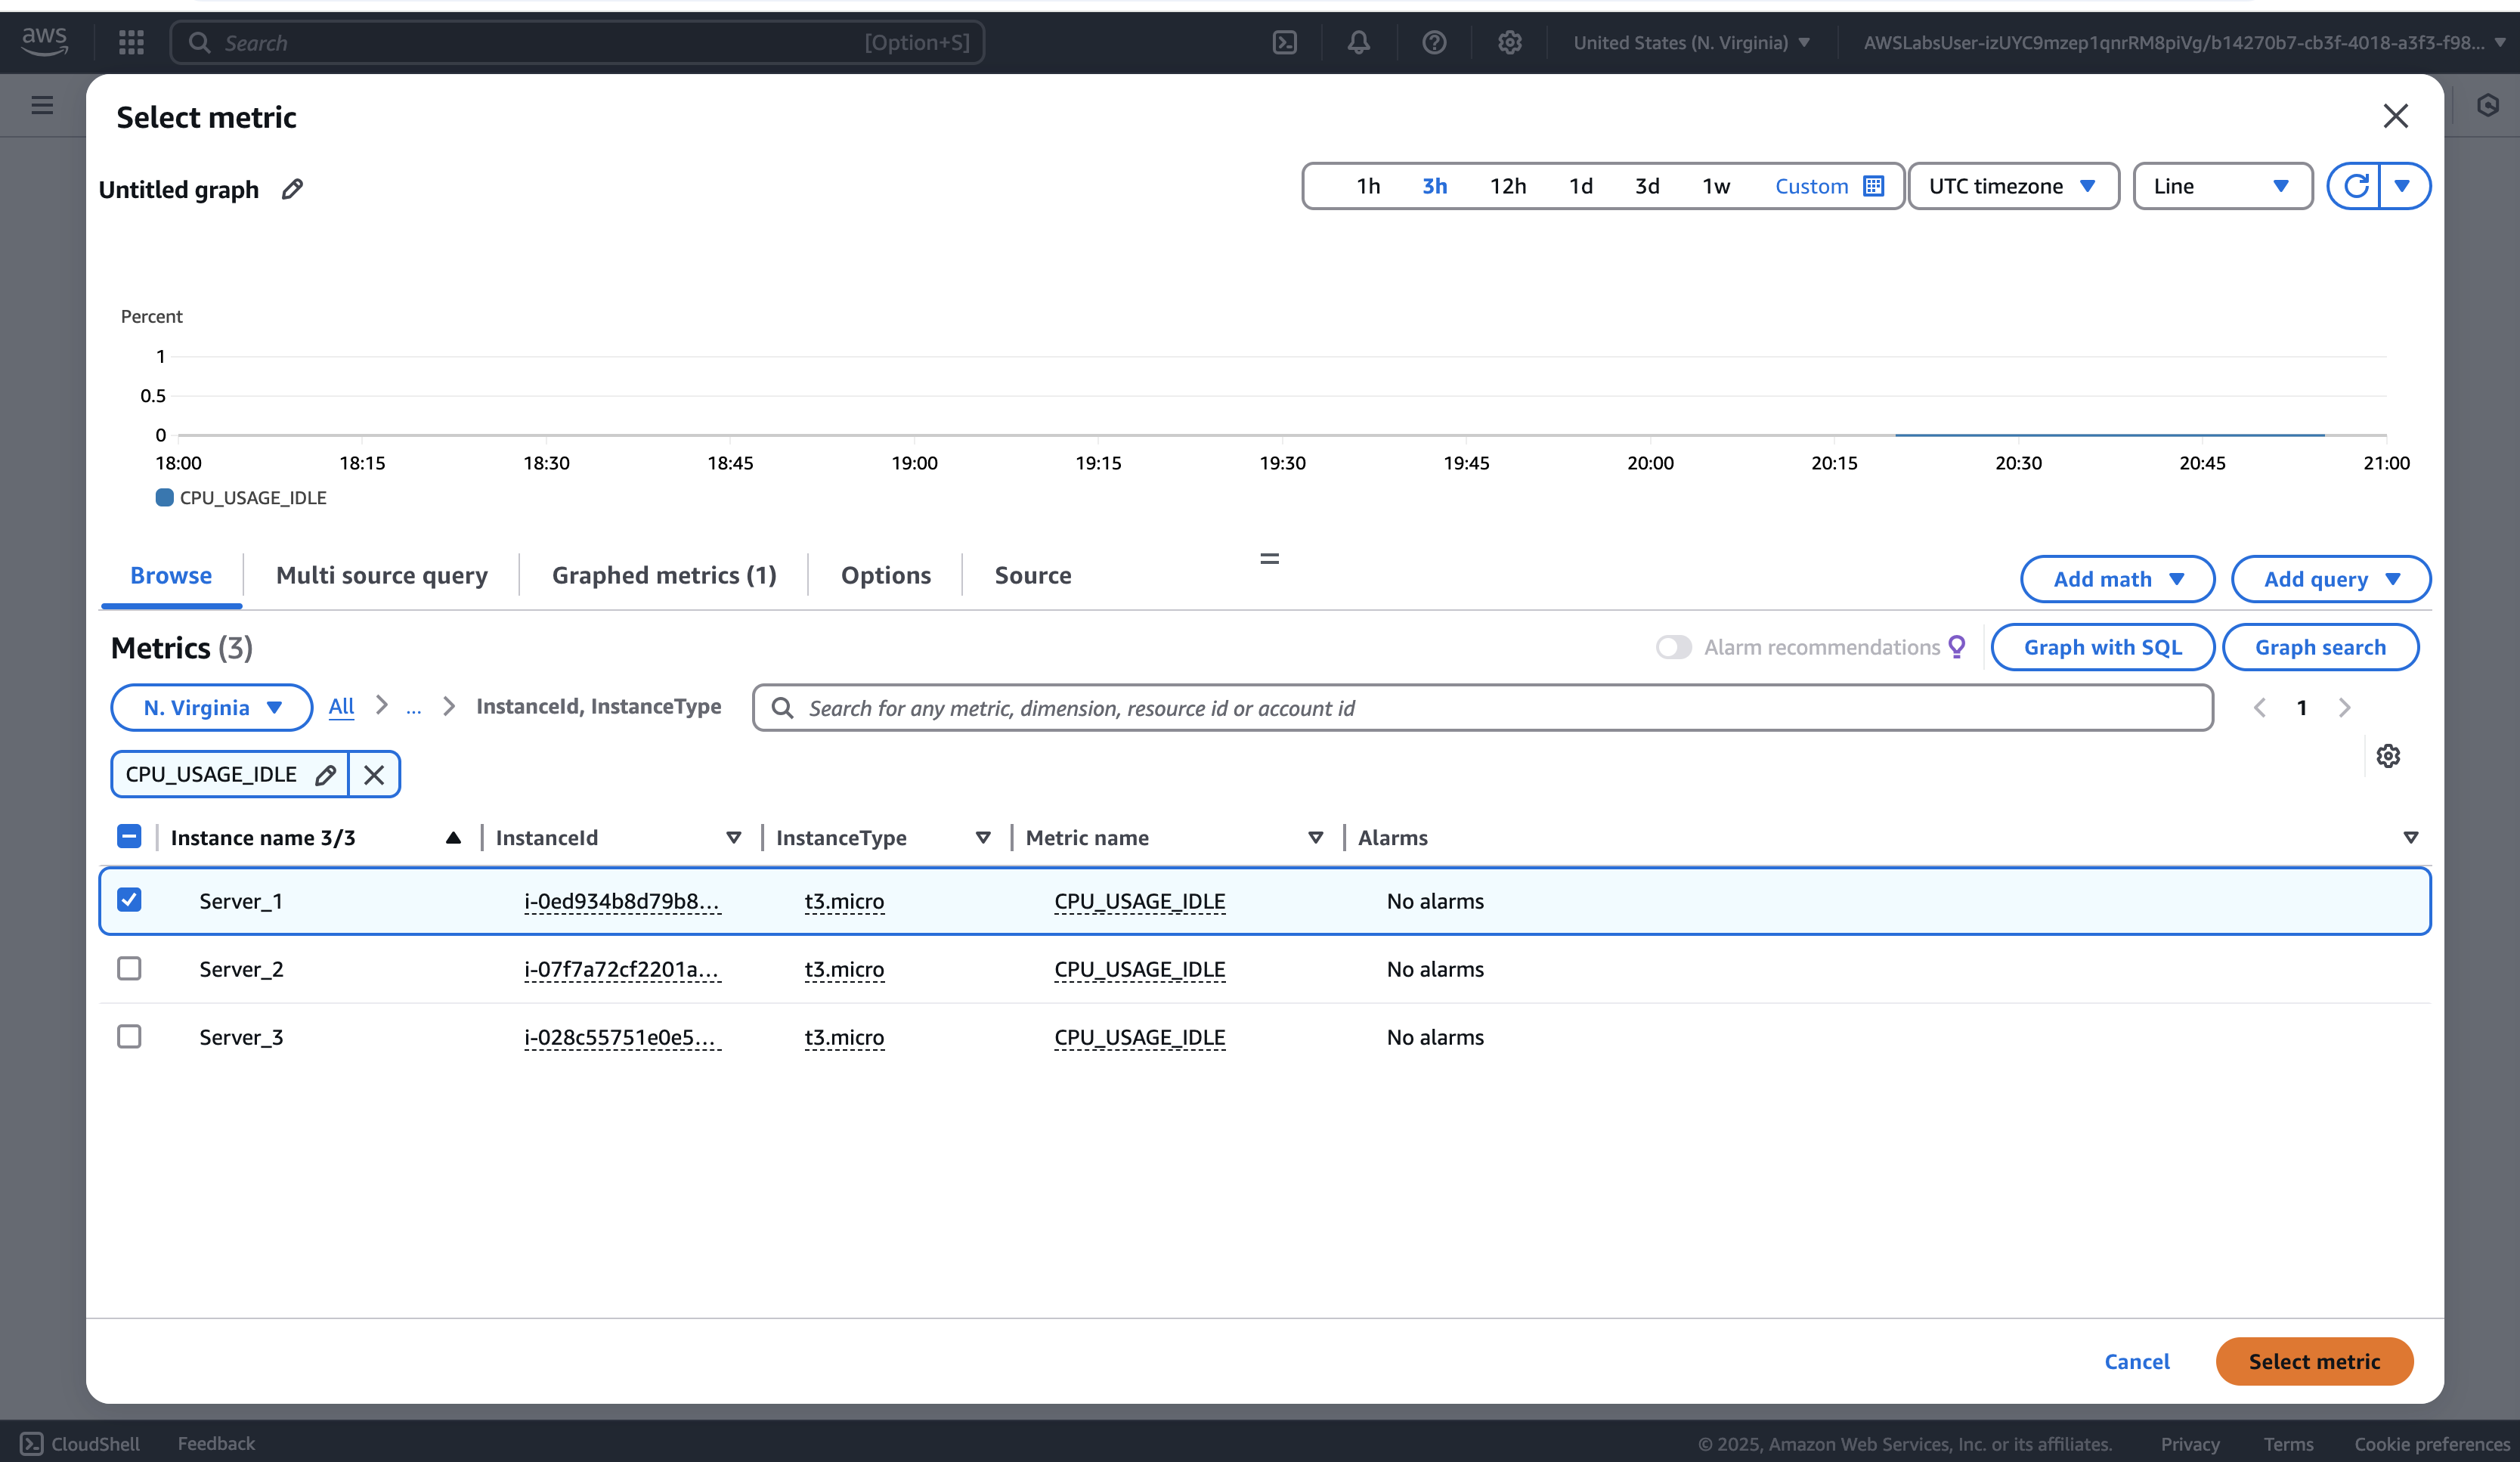 aws Search [Option+S] United States (N. Virginia) AWSLabsUser-izUYC9mzep1qnrRM8piVg/b14270b7-cb3f-4018-a3f3-f98...
Select metric
Untitled graph 1h 3h 12h 1d 3d 1w Custom UTC timezone Line
Percent
1
0.5
0
18:00 18:15 18:30 18:45 19:00 19:15 19:30 19:45 20:00 20:15 20:30 20:45 21:00
CPU_USAGE_IDLE
Browse Multi source query Graphed metrics (1) Options Source Add math Add query
Metrics (3) Alarm recommendations Graph with SQL Graph search
N. Virginia All ... InstanceId, InstanceType Search for any metric, dimension, resource id or account id 1
CPU_USAGE_IDLE
Instance name 3/3 InstanceId InstanceType Metric name Alarms
Server_1 i-0ed934b8d79b8... t3.micro CPU_USAGE_IDLE No alarms
Server_2 i-07f7a72cf2201a... t3.micro CPU_USAGE_IDLE No alarms
Server_3 i-028c55751e0e5... t3.micro CPU_USAGE_IDLE No alarms
Cancel Select metric
CloudShell Feedback © 2025, Amazon Web Services, Inc. or its affiliates. Privacy Terms Cookie preferences